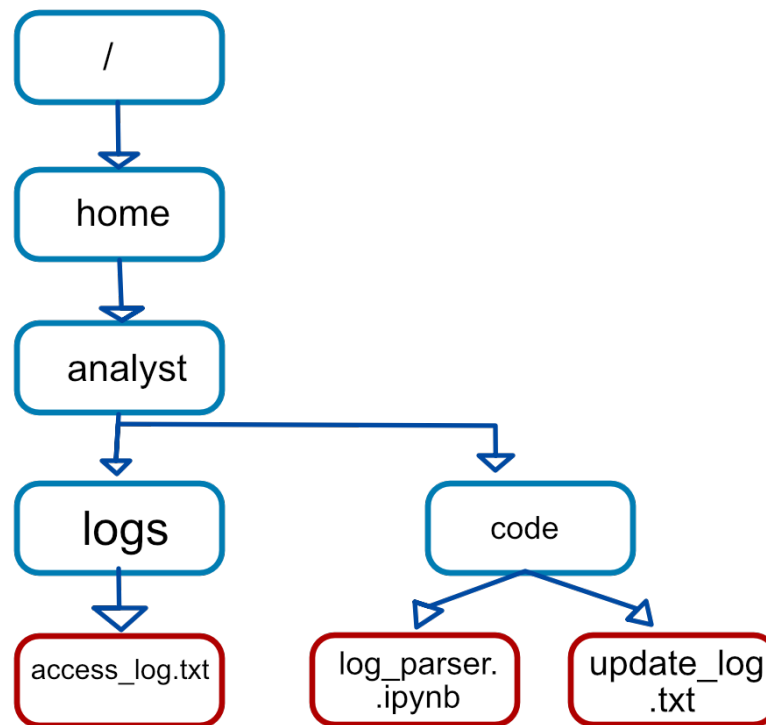 /
home
analyst
logs
code
access_log.txt
log_parser.
.ipynb
update_log
.txt